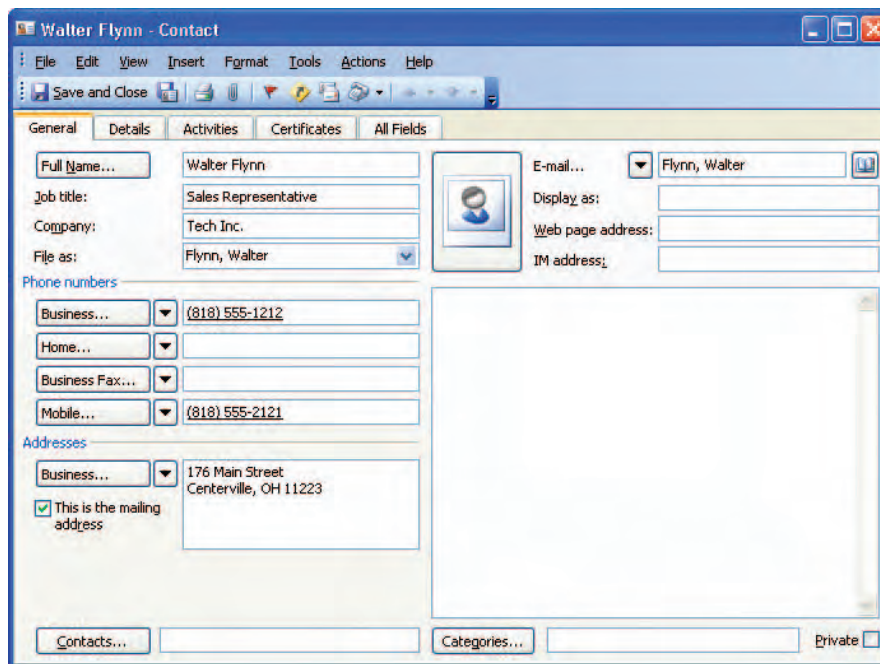 Walter Flynn - Contact
File Edit View Insert Format Tools Actions Help
Save and Close
General Details Activities Certificates All Fields
Full Name... Walter Flynn
Job title: Sales Representative
Company: Tech Inc.
File as: Flynn, Walter
E-mail... Flynn, Walter
Display as:
Web page address:
IM address:
Phone numbers
Business... (818) 555-1212
Home...
Business Fax...
Mobile... (818) 555-2121
Addresses
Business... 176 Main Street
Centerville, OH 11223
This is the mailing
address
Contacts... Categories... Private